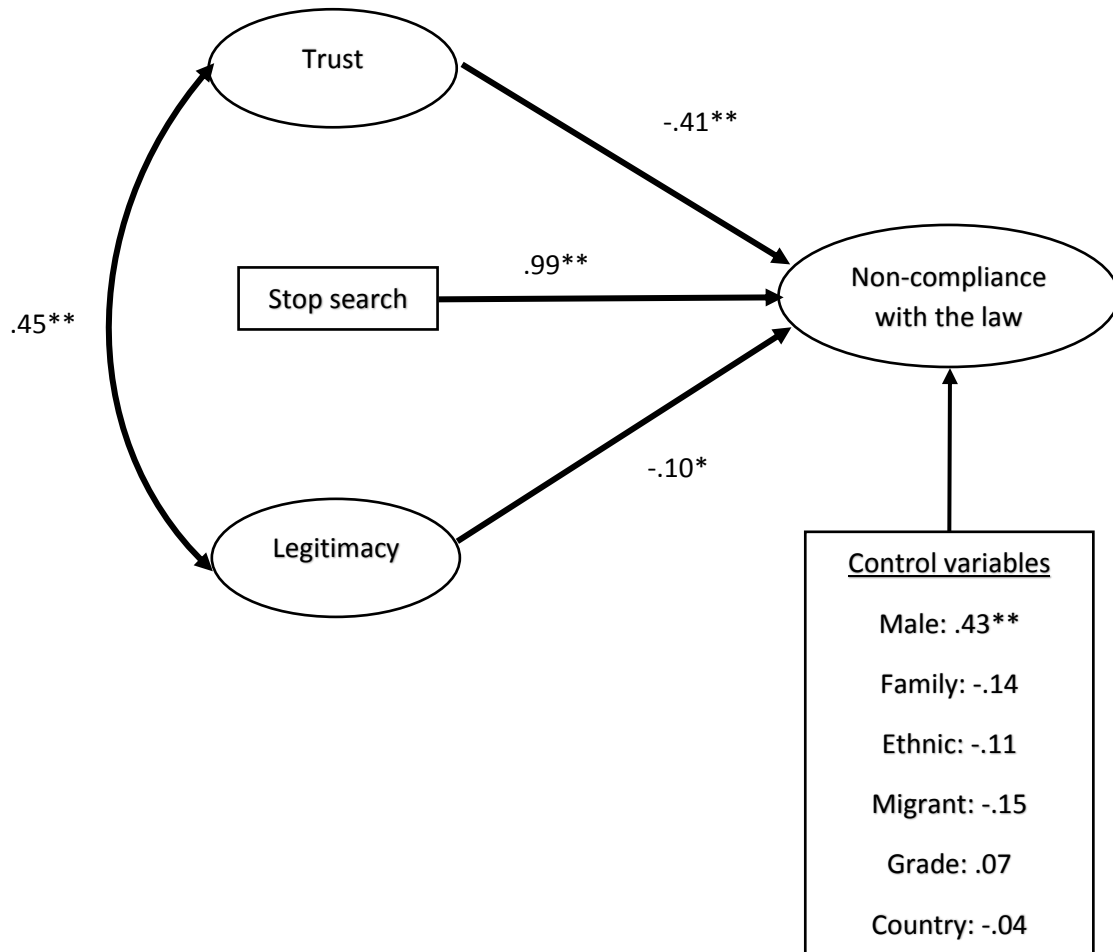 Trust
-.41**
.99**
Stop search
Non-compliance
with the law
.45**
-.10*
Legitimacy
Control variables
Male: .43**
Family: -.14
Ethnic: -.11
Migrant: -.15
Grade: .07
Country: -.04